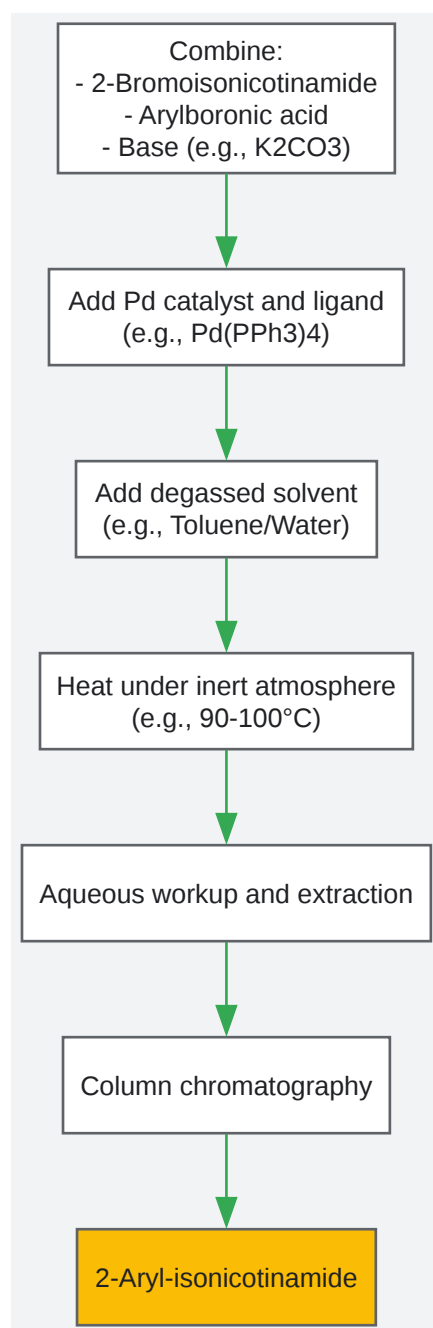 Combine:
- 2-Bromoisonicotinamide
- Arylboronic acid
- Base (e.g., K2CO3)
Add Pd catalyst and ligand
(e.g., Pd(PPh3)4)
Add degassed solvent
(e.g., Toluene/Water)
Heat under inert atmosphere
(e.g., 90-100°C)
Aqueous workup and extraction
Column chromatography
2-Aryl-isonicotinamide